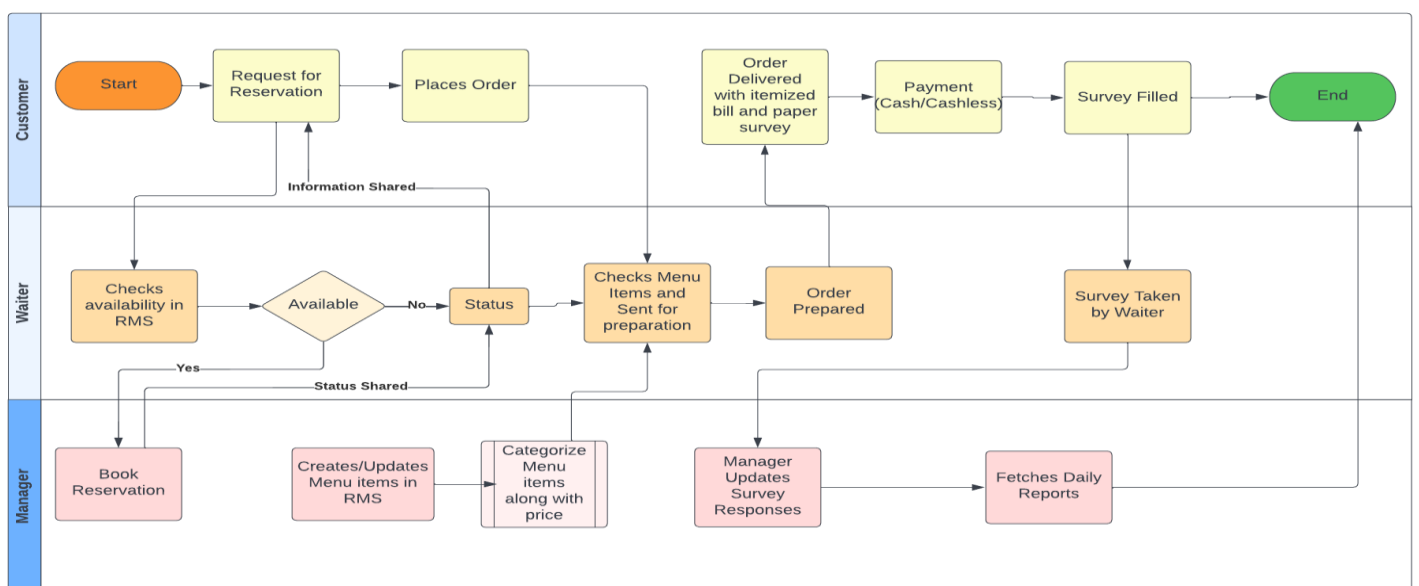 Customer
Start
Request for
Reservation
Places Order
Order
Delivered
with itemized
bill and paper
survey
Payment
(Cash/Cashless)
Survey Filled
End
Information Shared
Waiter
Checks
availability in
RMS
Available
No
Status
Checks Menu
Items and
Sent for
preparation
Order
Prepared
Survey Taken
by Waiter
Yes
Status Shared
Manager
Book
Reservation
Creates/Updates
Menu items in
RMS
Categorize
Menu
items
along with
price
Manager
Updates
Survey
Responses
Fetches Daily
Reports